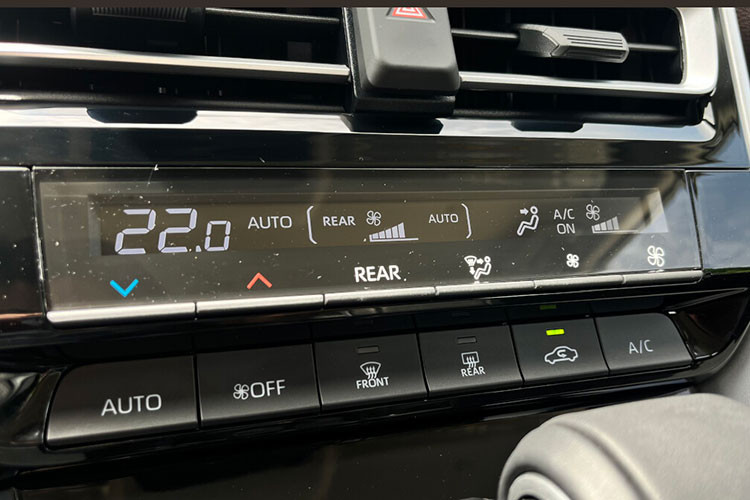 22.0 AUTO REAR AUTO A/C ON
REAR
AUTO OFF FRONT REAR A/C